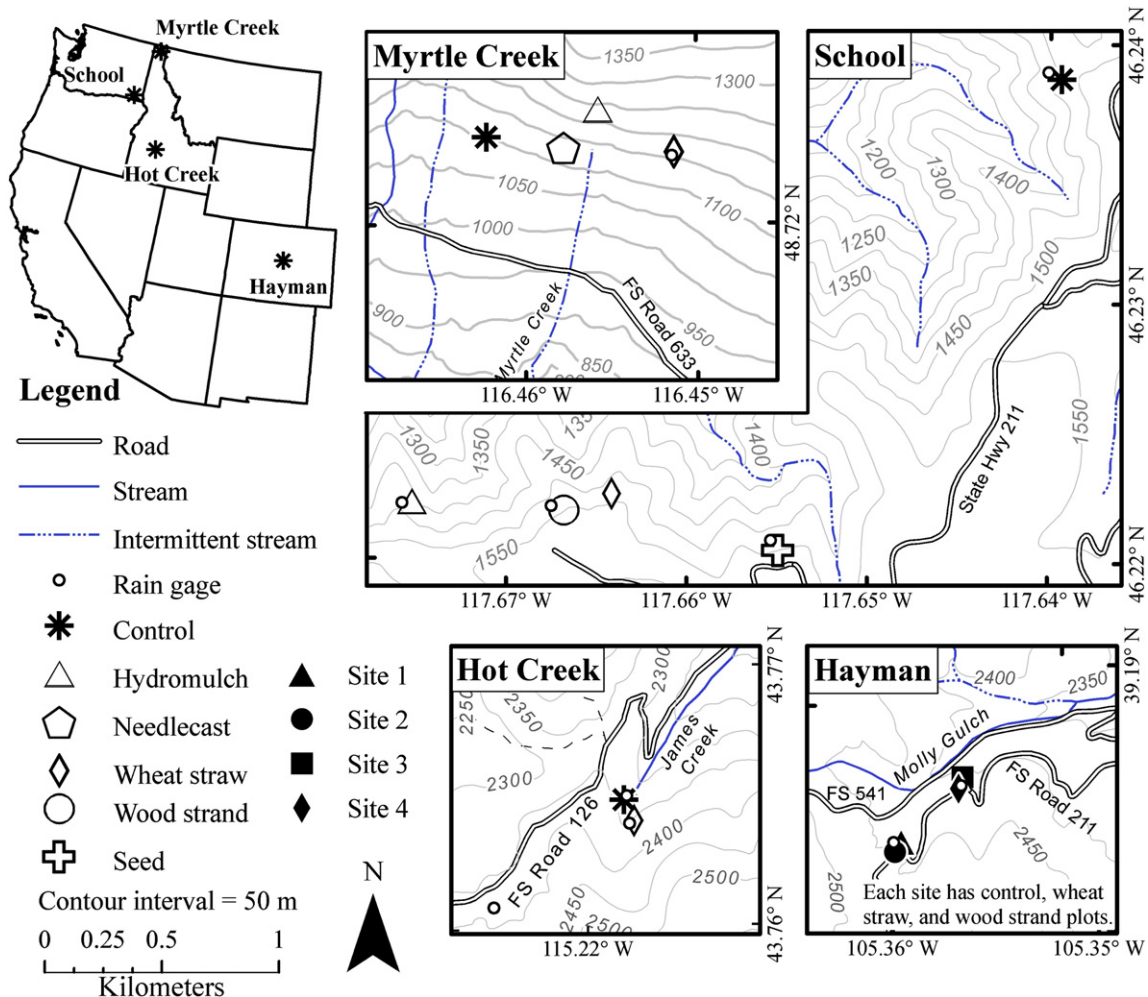 Myrtle Creek
School
Hot Creek
Hayman
Legend
Road
Stream
Intermittent stream
Rain gage
Control
Hydromulch
Needlecast
Wheat straw
Wood strand
Seed
Site 1
Site 2
Site 3
Site 4
Contour interval = 50 m
0 0.25 0.5 1
Kilometers
N
Myrtle Creek
1350
1300
1050
1100
1000
950
900
850
Myrtle Creek
FS Road 633
48.72° N
116.46° W
116.45° W
School
1200
1300
1400
1250
1350
1500
1450
1550
1300
1350
1450
1400
1550
State Hwy 211
46.24° N
46.23° N
46.22° N
117.67° W
117.66° W
117.65° W
117.64° W
Hot Creek
2300
2250
2350
2300
2400
2500
2450
2500
James
Creek
FS Road 126
43.77° N
43.76° N
115.22° W
Hayman
2400
2350
Molly Gulch
FS 541
FS Road 211
2450
2500
Each site has control, wheat
straw, and wood strand plots.
39.19° N
105.36° W
105.35° W